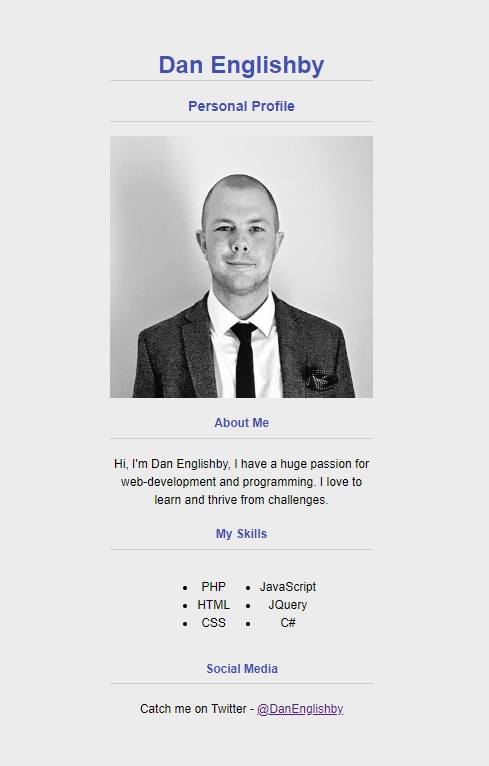 Dan Englishby
Personal Profile
About Me
Hi, I'm Dan Englishby, I have a huge passion for
web-development and programming. I love to
learn and thrive from challenges.
My Skills
PHP
HTML
CSS
JavaScript
JQuery
C#
Social Media
Catch me on Twitter - @DanEnglishby